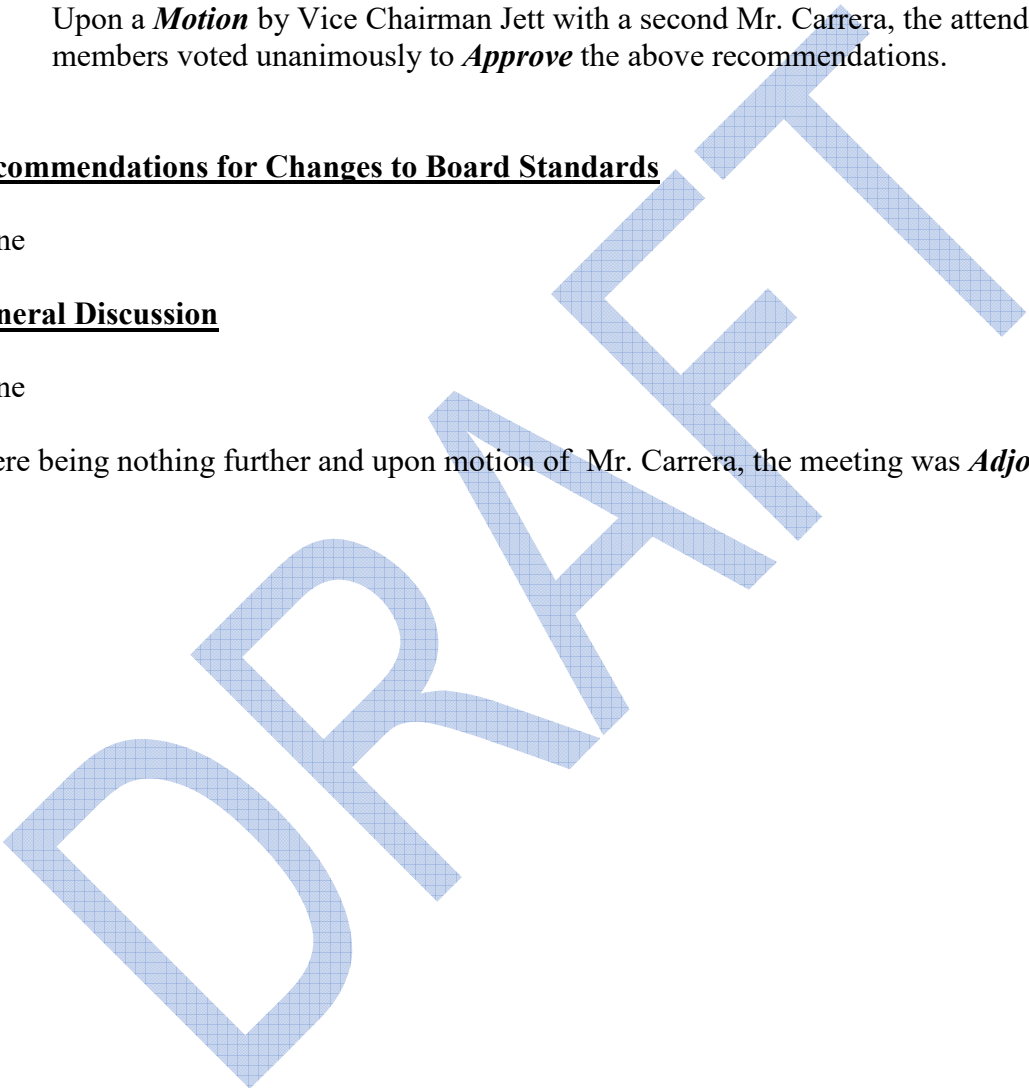 Upon a Motion by Vice Chairman Jett with a second Mr. Carrera, the attend
members voted unanimously to Approve the above recommendations.
commendations for Changes to Board Standards
ne
neral Discussion
ne
ere being nothing further and upon motion of Mr. Carrera, the meeting was Adjo
DRAFT